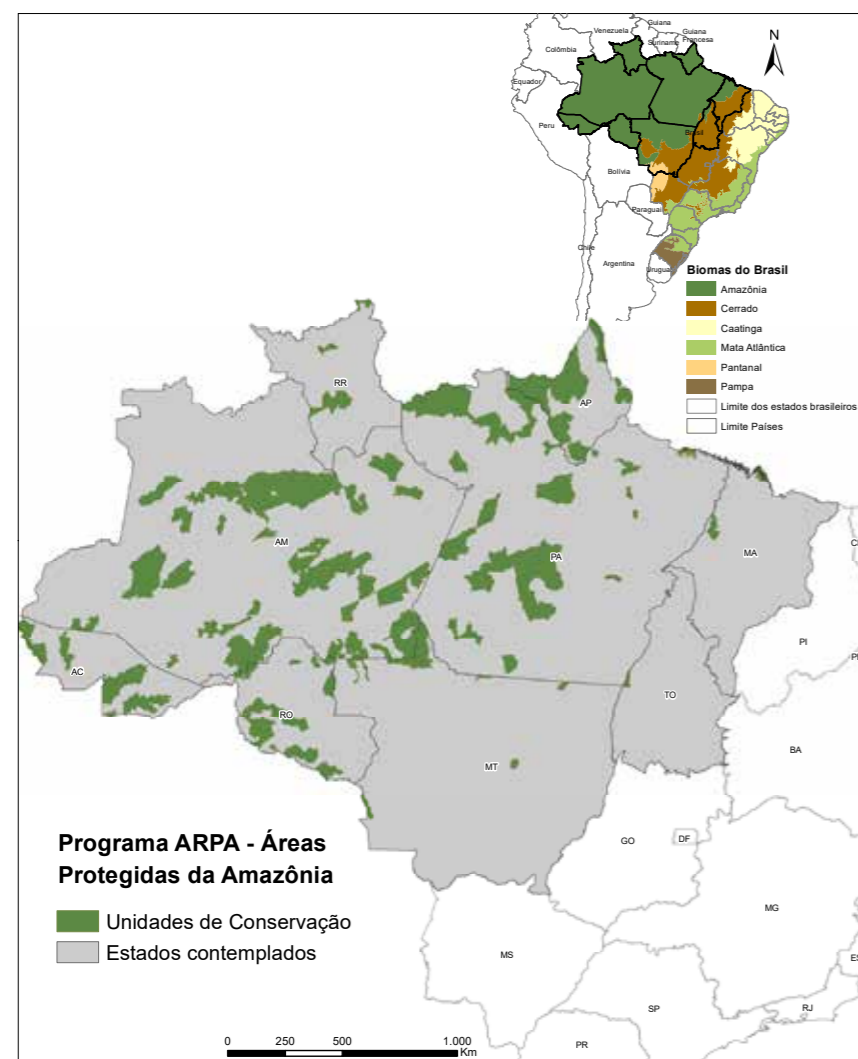 Guiana
Venezuela
Guiana
Francesa
Suriname
Colômbia
N
Equador
Peru
Brasil
Bolívia
Paraguai
Chile
Argentina
Uruguai
Biomas do Brasil
Amazônia
Cerrado
Caatinga
Mata Atlântica
Pantanal
Pampa
Limite dos estados brasileiros
Limite Países
RR
AP
AM
PA
MA
PI
AC
RO
TO
MT
BA
GO
DF
MG
MS
SP
RJ
PR
Programa ARPA - Áreas
Protegidas da Amazônia
Unidades de Conservação
Estados contemplados
0 250 500 1.000
Km